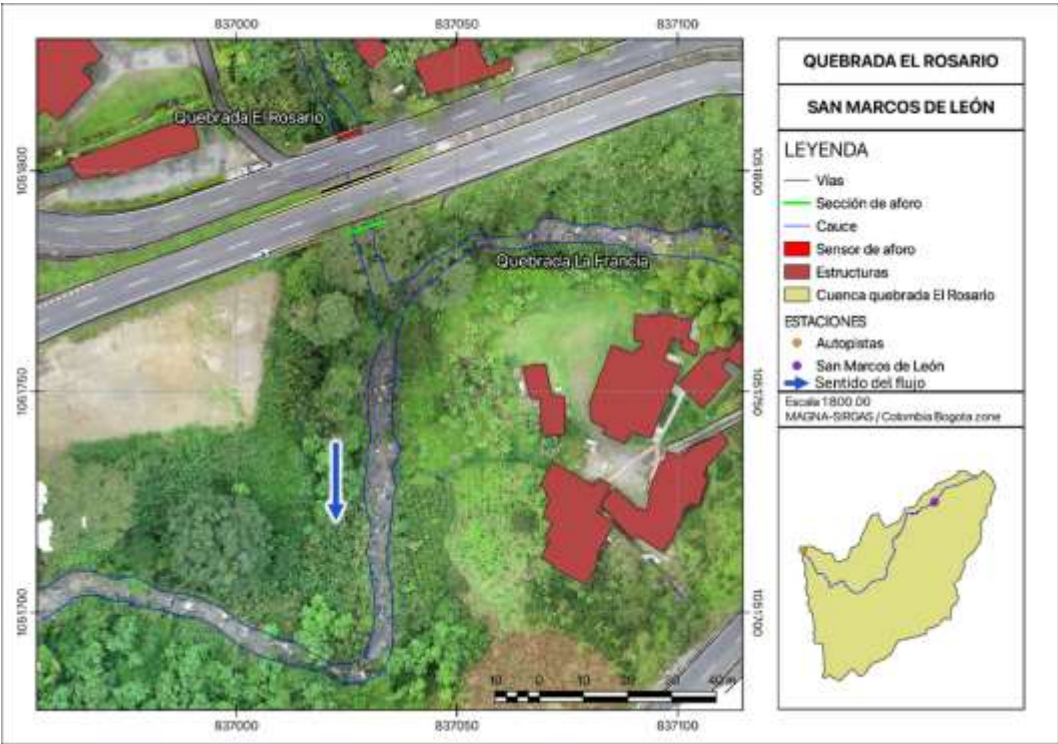 837000 837050 837100
QUEBRADA EL ROSARIO
SAN MARCOS DE LEÓN
Quebrada El Rosario
Quebrada La Francia
1051800
1051750
1051700
1051800
1051750
1051700
10 0 10 20 30 40 m
837000 837050 837100
LEYENDA
Vías
Sección de aforo
Cauce
Sensor de aforo
Estructuras
Cuenca quebrada El Rosario
ESTACIONES
Autopistas
San Marcos de León
Sentido del flujo
Escala 1:800.00
MAGNA-SIRGAS / Colombia Bogota zone